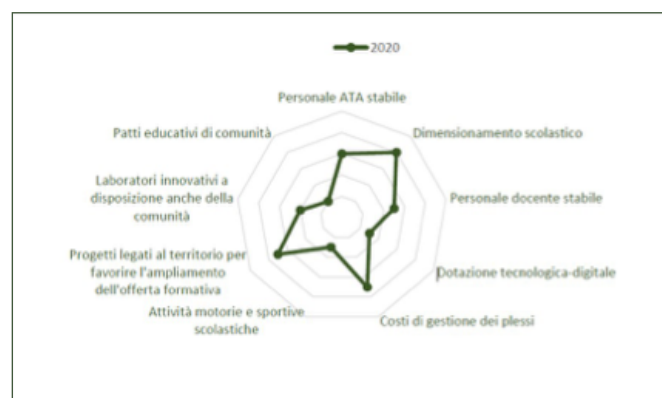 2020
Personale ATA stabile
Patti educativi di comunità
Dimensionamento scolastico
Laboratori innovativi a
disposizione anche della
comunità
Personale docente stabile
Progetti legati al territorio per
favorire l'ampliamento
dell'offerta formativa
Dotazione tecnologica-digitale
Attività motorie e sportive
scolastiche
Costi di gestione dei plessi